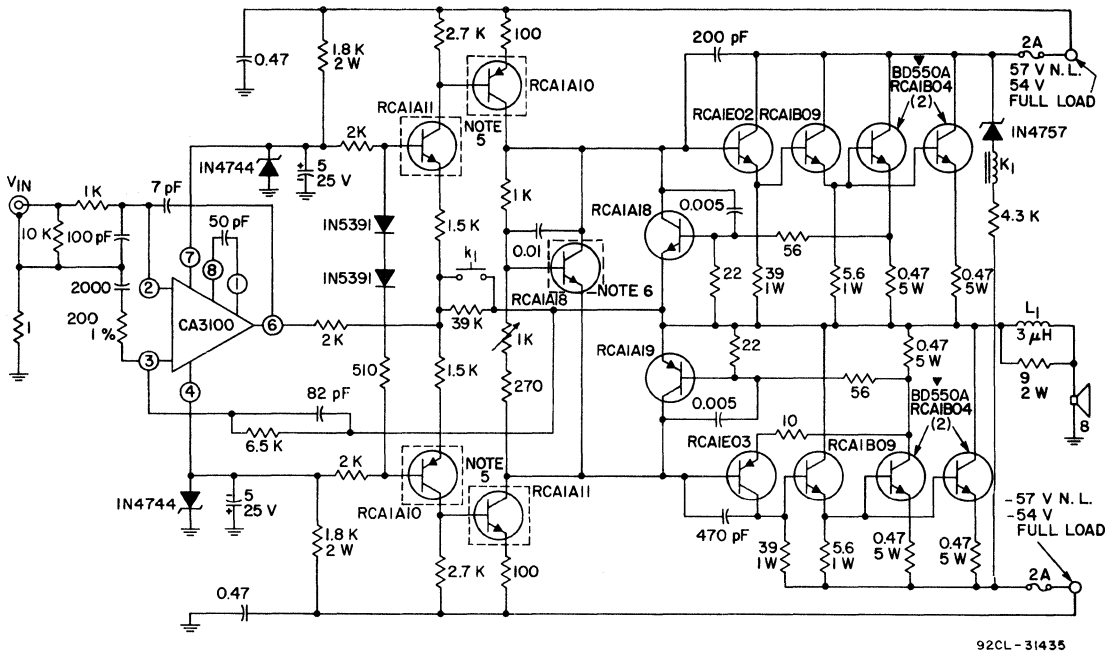 2.7 K
100
200 pF
2A
57 V N.L.
54 V
FULL LOAD
0.47
1.8 K
2 W
RCA1A10
BD550A
RCA1B04
(2)
RCA1A11
NOTE
5
RCA1E02
RCA1B09
1N4757
2K
K1
1N4744
5
25 V
VIN
1K
7 pF
1K
0.005
4.3 K
10 K
100 pF
50 pF
1N5391
1.5 K
RCA1A18
56
7
8
1
0.01
1N5391
k1
22
39
1W
5.6
1 W
0.47
5 W
0.47
5W
2
2000
RCA1A18
NOTE 6
CA3100
6
39 K
L1
3 µH
1
200
1 %
2K
1K
RCA1A19
22
0.47
5 W
9
2 W
3
4
510
1.5K
270
56
BD550A
RCA1B04
(2)
8
82 pF
0.005
10
6.5 K
RCA1E03
RCA1B09
2K
NOTE
5
RCA1A11
1N4744
5
25 V
RCA1A10
470 pF
-57 V N.L.
-54 V
FULL LOAD
1.8 K
2 W
39
1W
5.6
1 W
0.47
5W
0.47
5W
2.7 K
100
2A
0.47
92CL-31435